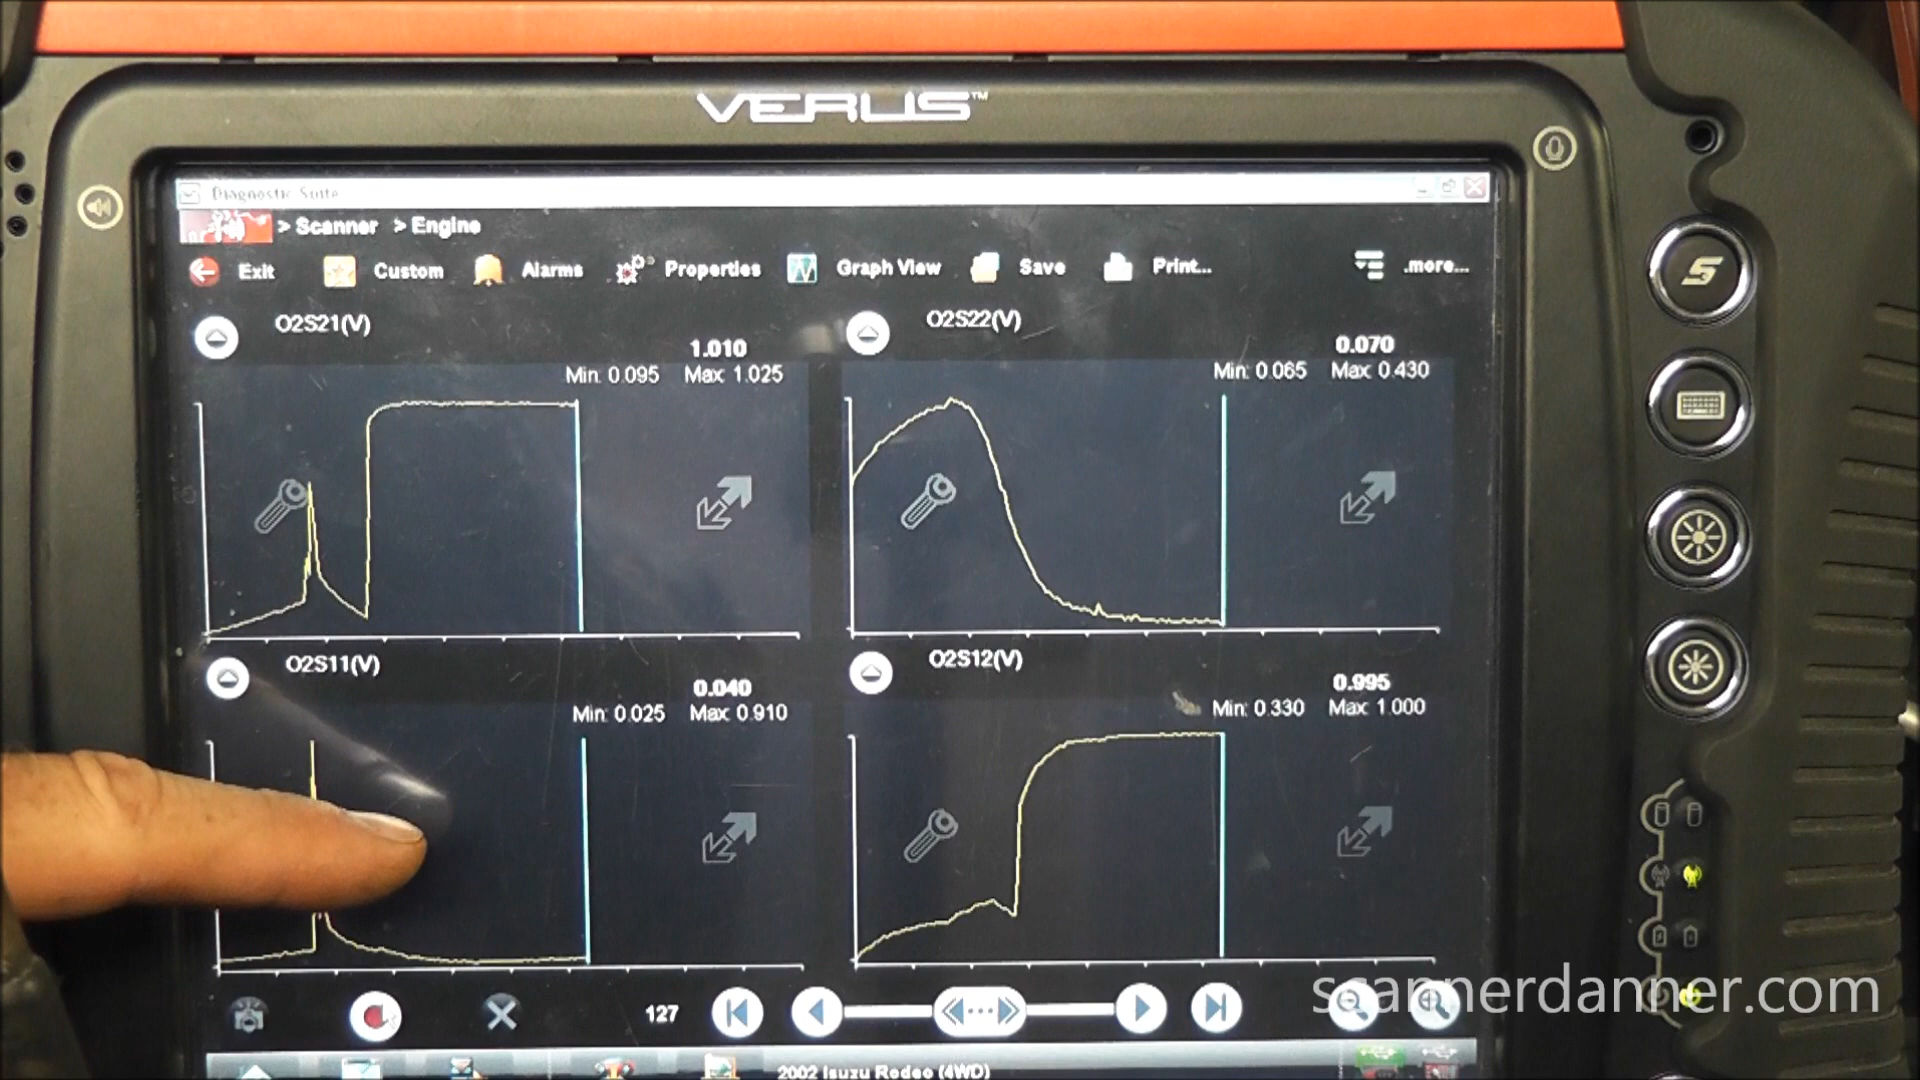 VERUS™
Diagnostic Suite
> Scanner > Engine
Exit Custom Alarms Properties Graph View Save Print... .more...
O2S21(V)
1.010
Min: 0.095 Max: 1.025
O2S22(V)
0.070
Min: 0.065 Max: 0.430
O2S11(V)
0.040
Min: 0.025 Max: 0.910
O2S12(V)
0.995
Min: 0.330 Max: 1.000
127
scannerdanner.com
2002 Isuzu Rodeo (4WD)